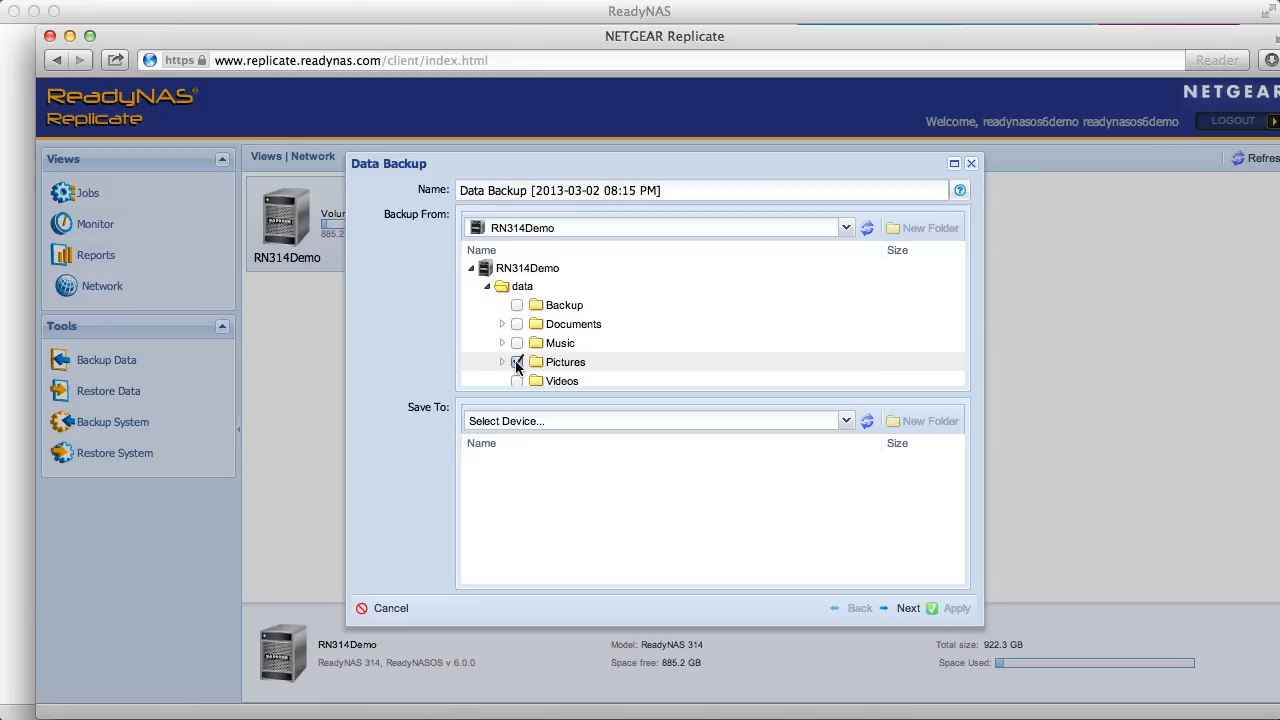 ReadyNAS
NETGEAR Replicate
https www.replicate.readynas.com/client/index.html
Reader
ReadyNAS®
Replicate
NETGEAR
Welcome, readynasos6demo readynasos6demo
LOGOUT
Views
Jobs
Monitor
Reports
Network
Tools
Backup Data
Restore Data
Backup System
Restore System
Views | Network
Refres
Volu
885.2
RN314Demo
Data Backup
Name: Data Backup [2013-03-02 08:15 PM]
Backup From: RN314Demo New Folder
Name Size
RN314Demo
data
Backup
Documents
Music
Pictures
Videos
Save To: Select Device... New Folder
Name Size
Cancel Back Next Apply
RN314Demo Model: ReadyNAS 314 Total size: 922.3 GB
ReadyNAS 314, ReadyNASOS v 6.0.0 Space free: 885.2 GB Space Used: